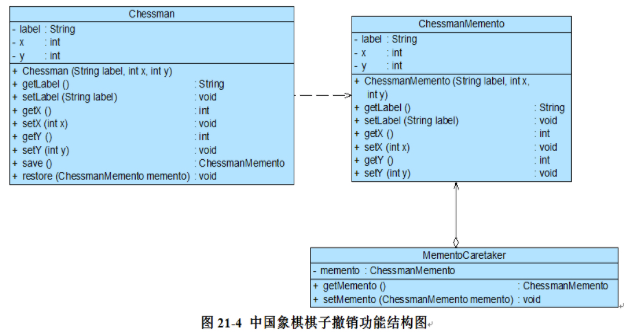 Chessman
- label : String
- x : int
- y : int
+ Chessman (String label, int x, int y)
+ getLabel () : String
+ setLabel (String label) : void
+ getX () : int
+ setX (int x) : void
+ getY () : int
+ setY (int y) : void
+ save () : ChessmanMemento
+ restore (ChessmanMemento memento) : void
ChessmanMemento
- label : String
- x : int
- y : int
+ ChessmanMemento (String label, int x,
int y)
+ getLabel () : String
+ setLabel (String label) : void
+ getX () : int
+ setX (int x) : void
+ getY () : int
+ setY (int y) : void
MementoCaretaker
- memento : ChessmanMemento
+ getMemento () : ChessmanMemento
+ setMemento (ChessmanMemento memento) : void
图 21-4 中国象棋棋子撤销功能结构图